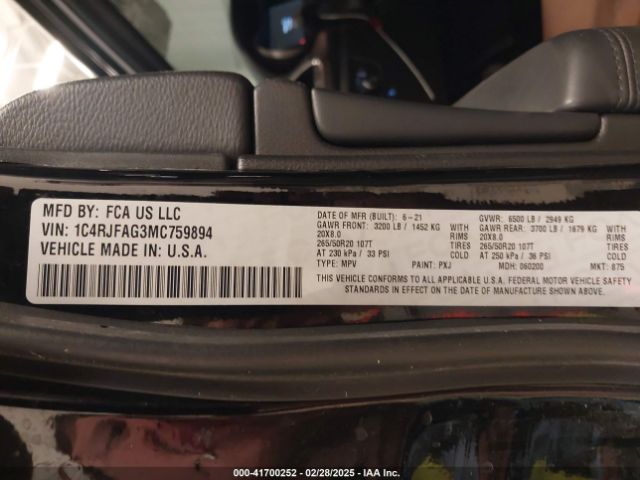 MFD BY: FCA US LLC
VIN: 1C4RJFAG3MC759894
VEHICLE MADE IN: U.S.A.
DATE OF MFR (BUILT): 6-21 GVWR: 6500 LB / 2949 KG
GAWR FRONT: 3200 LB / 1452 KG GAWR REAR: 3700 LB / 1679 KG
20X8.0 RIMS 20X8.0 RIMS
265/50R20 107T TIRES 265/50R20 107T TIRES
AT 230 kPa / 33 PSI COLD AT 250 kPa / 36 PSI COLD
TYPE: MPV PAINT: PXJ MDH: 060200 MKT: 875
THIS VEHICLE CONFORMS TO ALL APPLICABLE U.S.A. FEDERAL MOTOR VEHICLE SAFETY
STANDARDS IN EFFECT ON THE DATE OF MANUFACTURE SHOWN ABOVE.
000-41700252 - 02/28/2025 - IAA Inc.